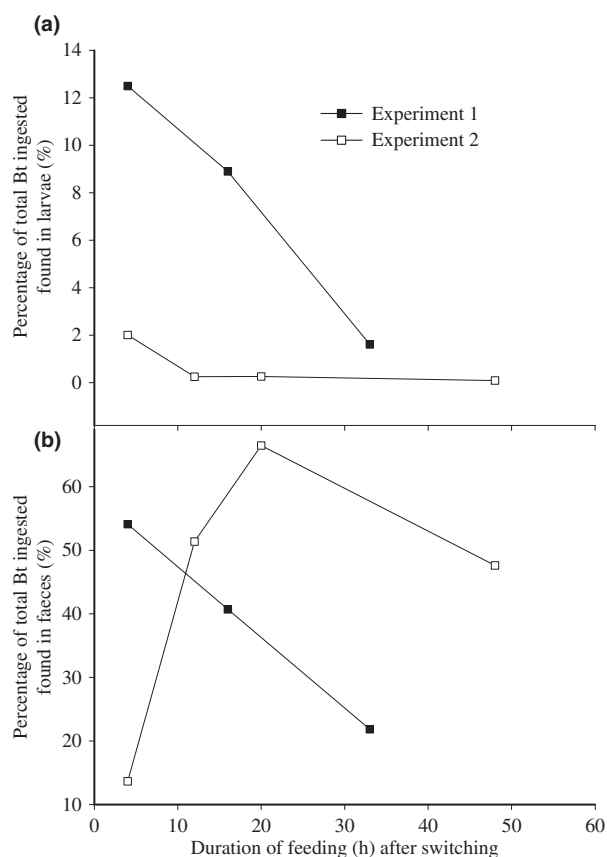 (a)
14
12
10
8
6
4
2
0
Percentage of total Bt ingested
found in larvae (%)
Experiment 1
Experiment 2
(b)
60
50
40
30
20
10
Percentage of total Bt ingested
found in faeces (%)
0 10 20 30 40 50 60
Duration of feeding (h) after switching